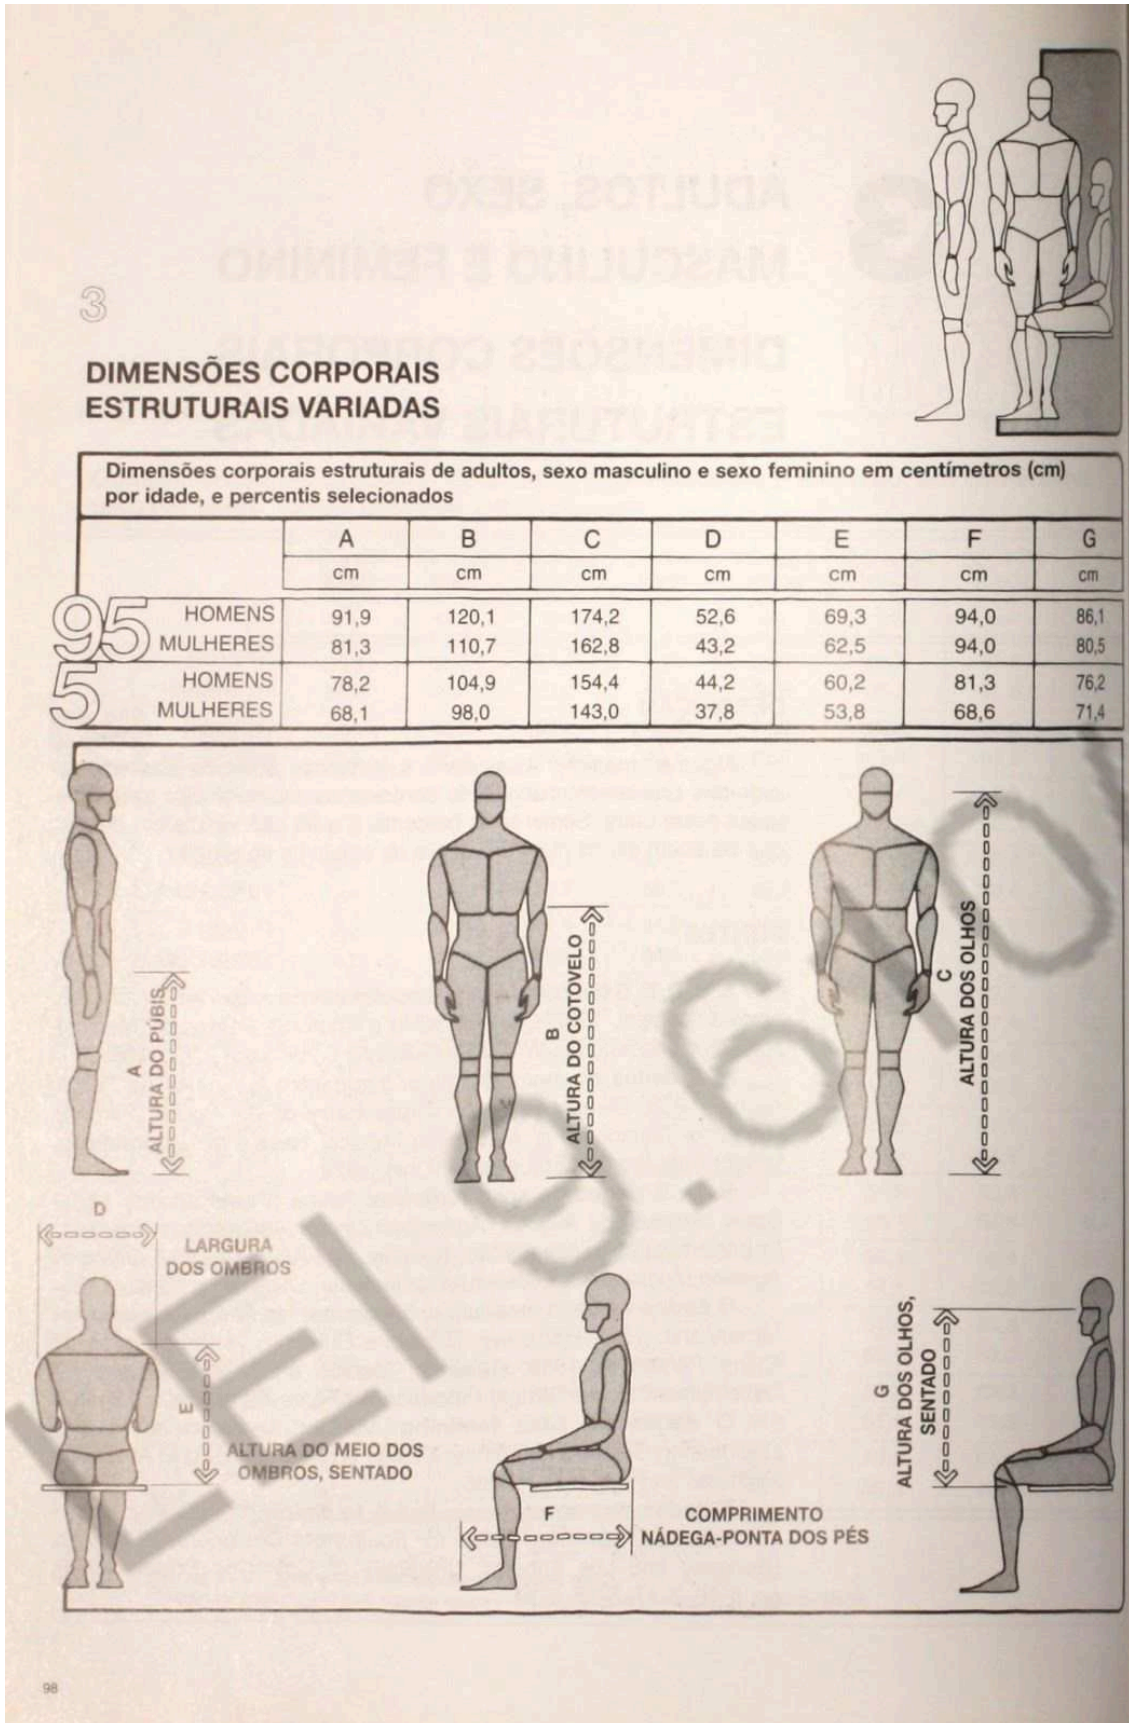 3
DIMENSÕES CORPORAIS
ESTRUTURAIS VARIADAS
Dimensões corporais estruturais de adultos, sexo masculino e sexo feminino em centímetros (cm)
por idade, e percentis selecionados
A B C D E F G
cm cm cm cm cm cm cm
95 HOMENS 91,9 120,1 174,2 52,6 69,3 94,0 86,1
MULHERES 81,3 110,7 162,8 43,2 62,5 94,0 80,5
5 HOMENS 78,2 104,9 154,4 44,2 60,2 81,3 76,2
MULHERES 68,1 98,0 143,0 37,8 53,8 68,6 71,4
A
ALTURA DO PÚBIS
B
ALTURA DO COTOVELO
C
ALTURA DOS OLHOS
D
LARGURA
DOS OMBROS
E
ALTURA DO MEIO DOS
OMBROS, SENTADO
F
COMPRIMENTO
NÁDEGA-PONTA DOS PÉS
G
ALTURA DOS OLHOS,
SENTADO
LEI 9.610
98